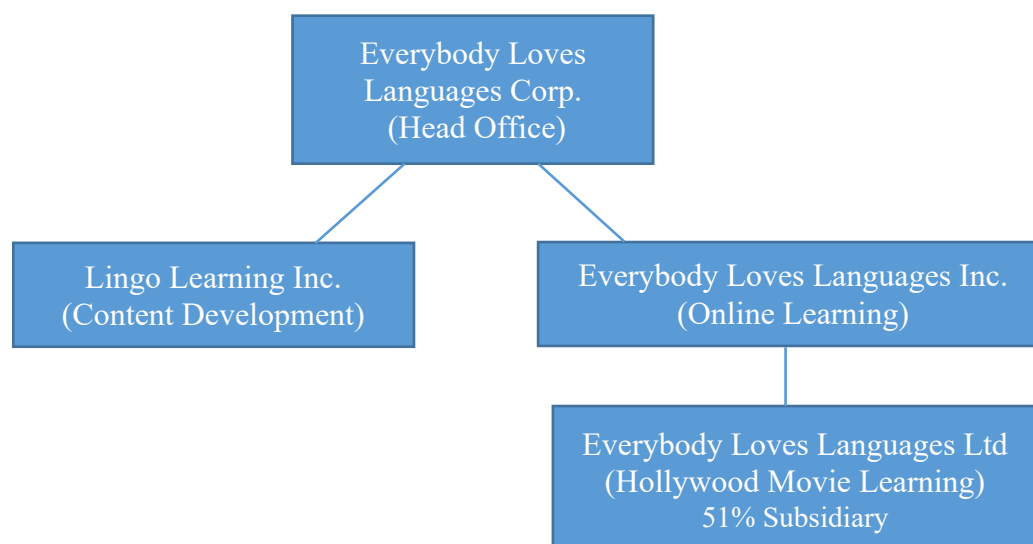 Everybody Loves
Languages Corp.
(Head Office)
Lingo Learning Inc.
(Content Development)
Everybody Loves Languages Inc.
(Online Learning)
Everybody Loves Languages Ltd
(Hollywood Movie Learning)
51% Subsidiary